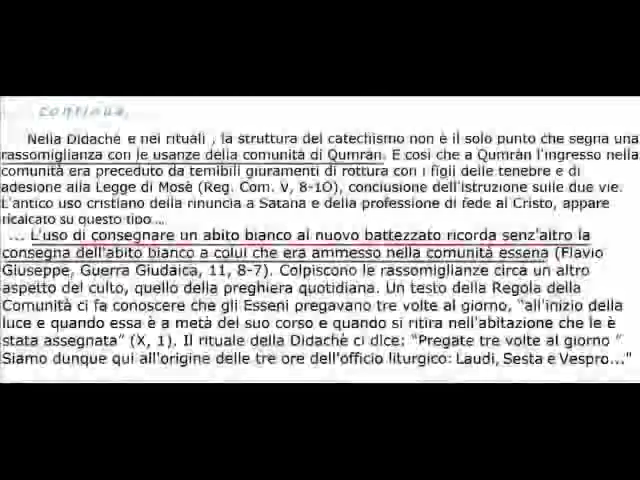 continua...
Nella Didachè e nei rituali , la struttura del catechismo non è il solo punto che segna una
rassomiglianza con le usanze della comunità di Qumràn. E così che a Qumràn l'ingresso nella
comunità era preceduto da temibili giuramenti di rottura con i figli delle tenebre e di
adesione alla Legge di Mosè (Reg. Com. V, 8-10), conclusione dell'istruzione sulle due vie.
L'antico uso cristiano della rinuncia a Satana e della professione di fede al Cristo, appare
ricalcato su questo tipo...
... L'uso di consegnare un abito bianco al nuovo battezzato ricorda senz'altro la
consegna dell'abito bianco a colui che era ammesso nella comunità essena (Flavio
Giuseppe, Guerra Giudaica, 11, 8-7). Colpiscono le rassomiglianze circa un altro
aspetto del culto, quello della preghiera quotidiana. Un testo della Regola della
Comunità ci fa conoscere che gli Esseni pregavano tre volte al giorno, "all'inizio della
luce e quando essa è a metà del suo corso e quando si ritira nell'abitazione che le è
stata assegnata" (X, 1). Il rituale della Didachè ci dice: "Pregate tre volte al giorno "
Siamo dunque qui all'origine delle tre ore dell'officio liturgico: Laudi, Sesta e Vespro..."